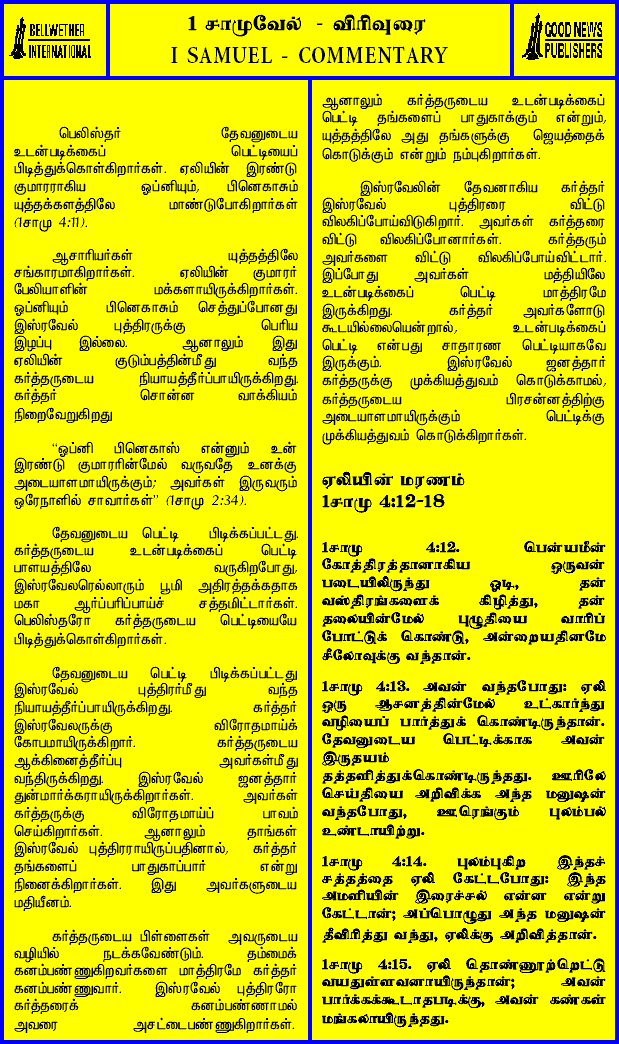 BELLWETHER
INTERNATIONAL
1 சாமுவேல் - விரிவுரை
I SAMUEL - COMMENTARY
GOOD NEWS
PUBLISHERS
பெலிஸ்தர் தேவனுடைய
உடன்படிக்கைப் பெட்டியைப்
பிடித்துக்கொள்கிறார்கள். ஏலியின் இரண்டு
குமாரராகிய ஒப்னியும், பினெகாசும்
யுத்தக்களத்திலே மாண்டுபோகிறார்கள்
(1சாமு 4:11).
ஆசாரியர்கள் யுத்தத்திலே
சங்காரமாகிறார்கள். ஏலியின் குமாரர்
பேலியாளின் மக்களாயிருக்கிறார்கள்.
ஒப்னியும் பினெகாசும் செத்துப்போனது
இஸ்ரவேல் புத்திரருக்கு பெரிய
இழப்பு இல்லை. ஆனாலும் இது
ஏலியின் குடும்பத்தின்மீது வந்த
கர்த்தருடைய நியாயத்தீர்ப்பாயிருக்கிறது.
கர்த்தர் சொன்ன வாக்கியம்
நிறைவேறுகிறது
“ஒப்னி பினெகாஸ் என்னும் உன்
இரண்டு குமாரரின்மேல் வருவதே உனக்கு
அடையாளமாயிருக்கும்; அவர்கள் இருவரும்
ஒரேநாளில் சாவார்கள்” (1சாமு 2:34).
தேவனுடைய பெட்டி பிடிக்கப்பட்டது.
கர்த்தருடைய உடன்படிக்கைப் பெட்டி
பாளயத்திலே வருகிறபோது,
இஸ்ரவேலரெல்லாரும் பூமி அதிரத்தக்கதாக
மகா ஆர்ப்பரிப்பாய்ச் சத்தமிட்டார்கள்.
பெலிஸ்தரோ கர்த்தருடைய பெட்டியையே
பிடித்துக்கொள்கிறார்கள்.
தேவனுடைய பெட்டி பிடிக்கப்பட்டது
இஸ்ரவேல் புத்திரர்மீது வந்த
நியாயத்தீர்ப்பாயிருக்கிறது. கர்த்தர்
இஸ்ரவேலருக்கு விரோதமாய்க்
கோபமாயிருக்கிறார். கர்த்தருடைய
ஆக்கினைத்தீர்ப்பு அவர்கள்மீது
வந்திருக்கிறது. இஸ்ரவேல் ஜனத்தார்
துன்மார்க்கராயிருக்கிறார்கள். அவர்கள்
கர்த்தருக்கு விரோதமாய்ப் பாவம்
செய்கிறார்கள். ஆனாலும் தாங்கள்
இஸ்ரவேல் புத்திரராயிருப்பதினால், கர்த்தர்
தங்களைப் பாதுகாப்பார் என்று
நினைக்கிறார்கள். இது அவர்களுடைய
மதியீனம்.
கர்த்தருடைய பிள்ளைகள் அவருடைய
வழியில் நடக்கவேண்டும். தம்மைக்
கனம்பண்ணுகிறவர்களை மாத்திரமே கர்த்தர்
கனம்பண்ணுவார். இஸ்ரவேல் புத்திரரோ
கர்த்தரைக் கனம்பண்ணாமல்
அவரை அசட்டைபண்ணுகிறார்கள்.
ஆனாலும் கர்த்தருடைய உடன்படிக்கைப்
பெட்டி தங்களைப் பாதுகாக்கும் என்றும்,
யுத்தத்திலே அது தங்களுக்கு ஜெயத்தைக்
கொடுக்கும் என்றும் நம்புகிறார்கள்.
இஸ்ரவேலின் தேவனாகிய கர்த்தர்
இஸ்ரவேல் புத்திரரை விட்டு
விலகிப்போய்விடுகிறார். அவர்கள் கர்த்தரை
விட்டு விலகிப்போனார்கள். கர்த்தரும்
அவர்களை விட்டு விலகிப்போய்விட்டார்.
இப்போது அவர்கள் மத்தியிலே
உடன்படிக்கைப் பெட்டி மாத்திரமே
இருக்கிறது. கர்த்தர் அவர்களோடு
கூடயில்லையென்றால், உடன்படிக்கைப்
பெட்டி என்பது சாதாரண பெட்டியாகவே
இருக்கும். இஸ்ரவேல் ஜனத்தார்
கர்த்தருக்கு முக்கியத்துவம் கொடுக்காமல்,
கர்த்தருடைய பிரசன்னத்திற்கு
அடையாளமாயிருக்கும் பெட்டிக்கு
முக்கியத்துவம் கொடுக்கிறார்கள்.
ஏலியின் மரணம்
1சாமு 4:12-18
1சாமு 4:12. பென்யமீன்
கோத்திரத்தானாகிய ஒருவன்
படையிலிருந்து ஓடி, தன்
வஸ்திரங்களைக் கிழித்து, தன்
தலையின்மேல் புழுதியை வாரிப்
போட்டுக் கொண்டு, அன்றையதினமே
சீலோவுக்கு வந்தான்.
1சாமு 4:13. அவன் வந்தபோது: ஏலி
ஒரு ஆசனத்தின்மேல் உட்கார்ந்து
வழியைப் பார்த்துக் கொண்டிருந்தான்.
தேவனுடைய பெட்டிக்காக அவன்
இருதயம்
தத்தளித்துக்கொண்டிருந்தது. ஊரிலே
செய்தியை அறிவிக்க அந்த மனுஷன்
வந்தபோது, ஊரெங்கும் புலம்பல்
உண்டாயிற்று.
1சாமு 4:14. புலம்புகிற இந்தச்
சத்தத்தை ஏலி கேட்டபோது: இந்த
அமளியின் இரைச்சல் என்ன என்று
கேட்டான்; அப்பொழுது அந்த மனுஷன்
தீவிரித்து வந்து, ஏலிக்கு அறிவித்தான்.
1சாமு 4:15. ஏலி தொண்ணூற்றெட்டு
வயதுள்ளவனாயிருந்தான்; அவன்
பார்க்கக்கூடாதபடிக்கு, அவன் கண்கள்
மங்கலாயிருந்தது.